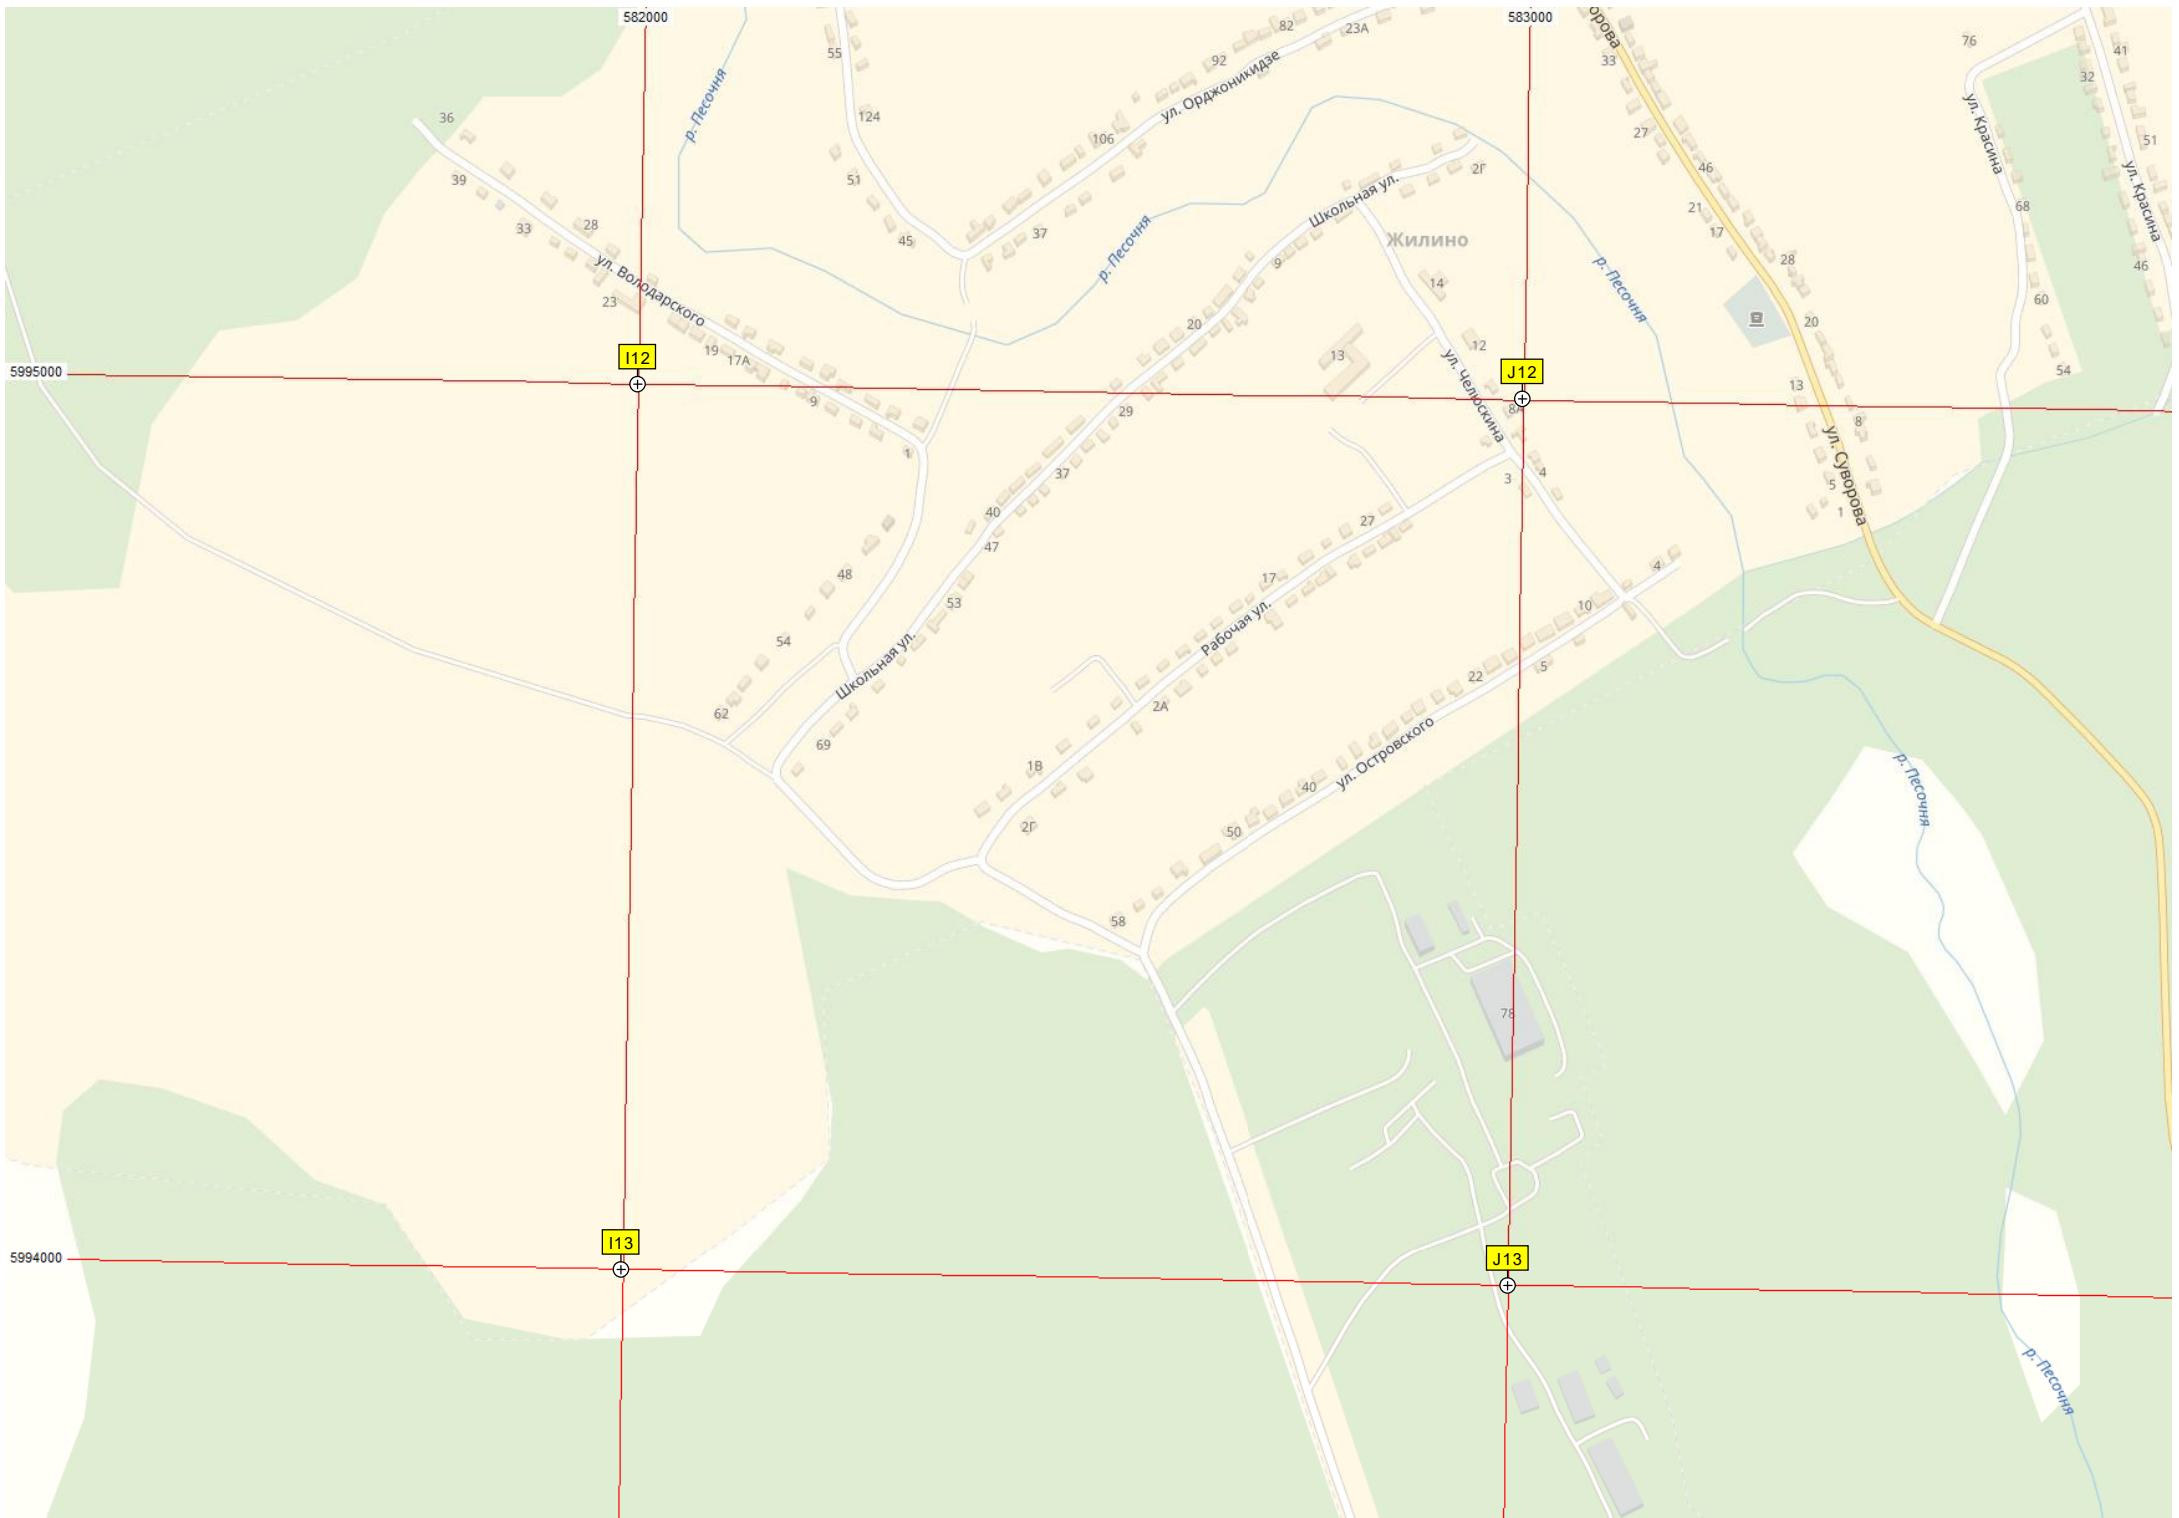 582000
583000
орова
82
23А
76
41
55
92
33
32
р. Песочня
ул. Орджоникидзе
124
36
106
27
ул. Красина
51
46
2Г
39
51
Школьная ул.
ул. Красина
21
68
33
28
45
37
р. Песочня
Жилино
17
9
28
46
ул. Володарского
р. Песочня
14
23
60
20
20
19
17А
13
12
I12
5995000
J12
54
ул. Челюскина
13
9
29
8А
8
1
ул. Суворова
37
4
3
5
40
1
27
47
4
48
17
53
10
54
Рабочая ул.
Школьная ул.
5
22
62
2А
69
ул. Островского
р. Песочня
1В
40
2Г
50
58
78
I13
J13
5994000
р. Песочня